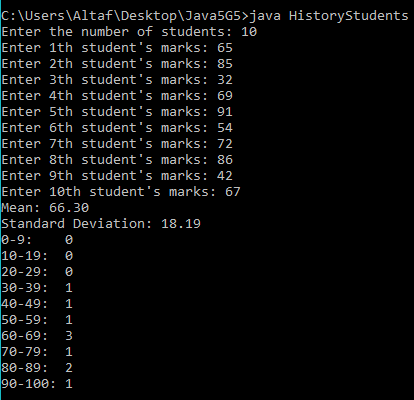 C:\Users\Altaf\Desktop\Java5G5>java HistoryStudents
Enter the number of students: 10
Enter 1th student's marks: 65
Enter 2th student's marks: 85
Enter 3th student's marks: 32
Enter 4th student's marks: 69
Enter 5th student's marks: 91
Enter 6th student's marks: 54
Enter 7th student's marks: 72
Enter 8th student's marks: 86
Enter 9th student's marks: 42
Enter 10th student's marks: 67
Mean: 66.30
Standard Deviation: 18.19
0-9:    0
10-19:  0
20-29:  0
30-39:  1
40-49:  1
50-59:  1
60-69:  3
70-79:  1
80-89:  2
90-100: 1